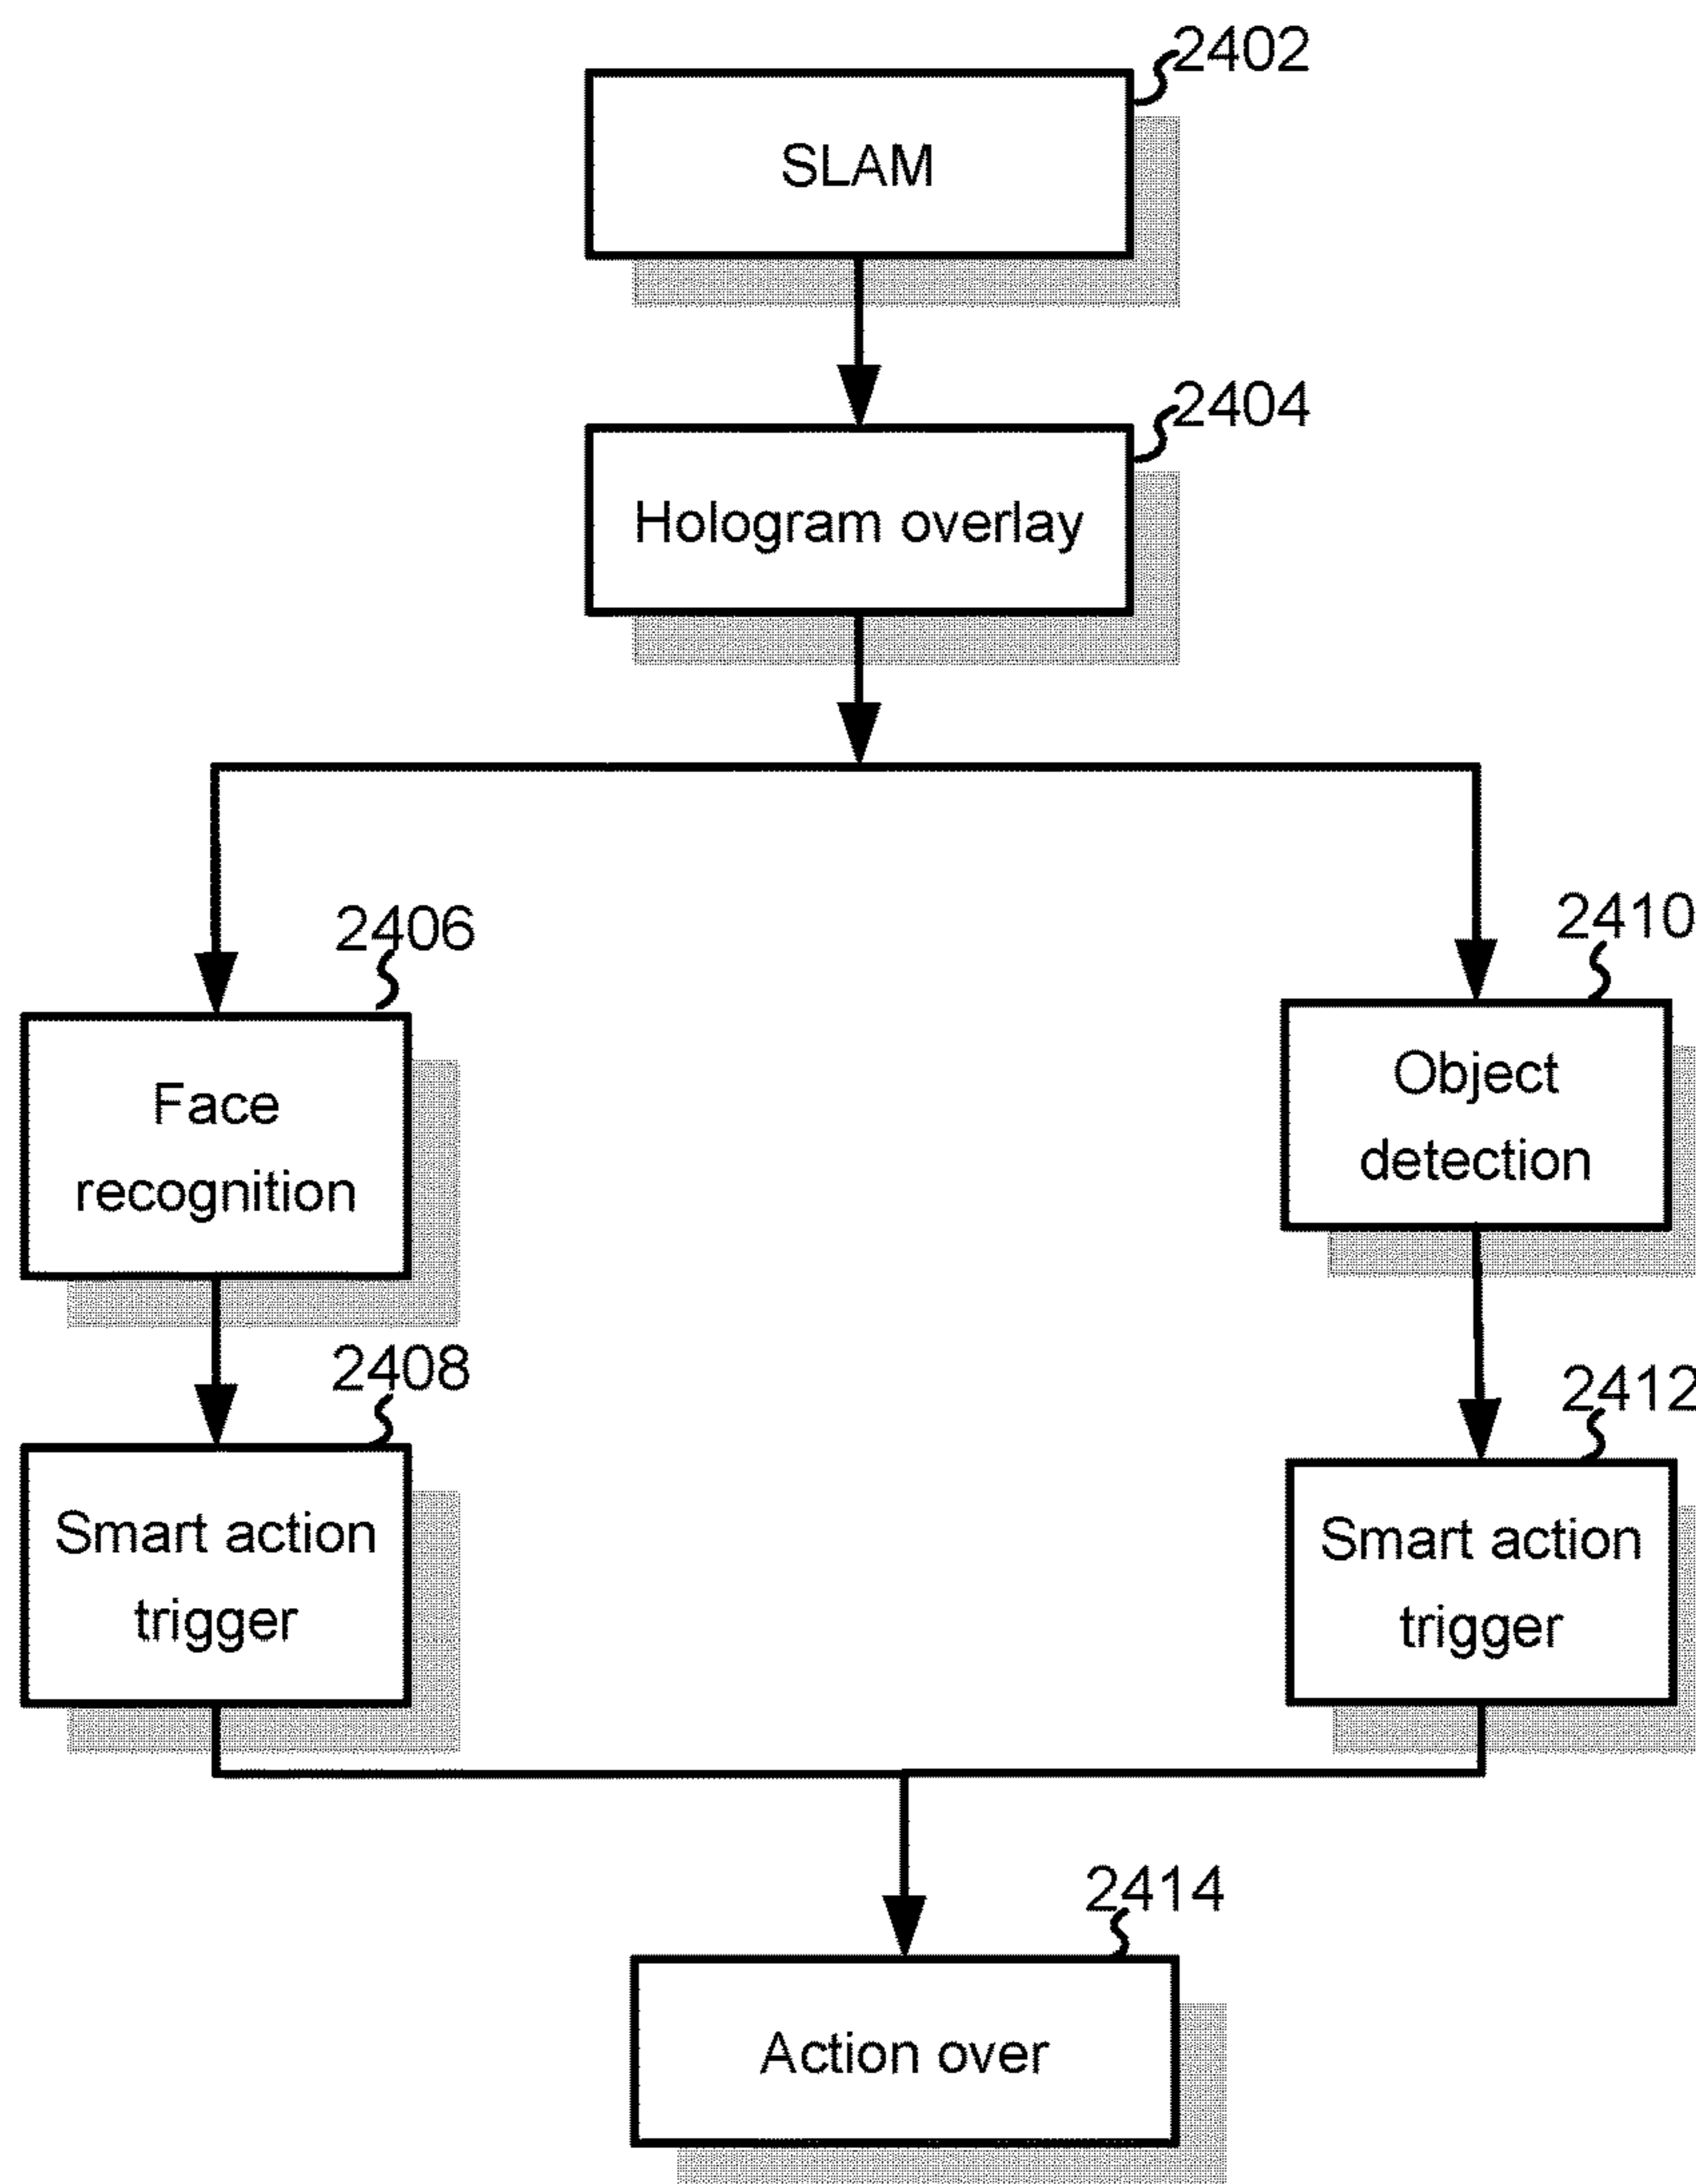 2402
SLAM
2404
Hologram overlay
2406
Face
recognition
2410
Object
detection
2408
Smart action
trigger
2412
Smart action
trigger
2414
Action over